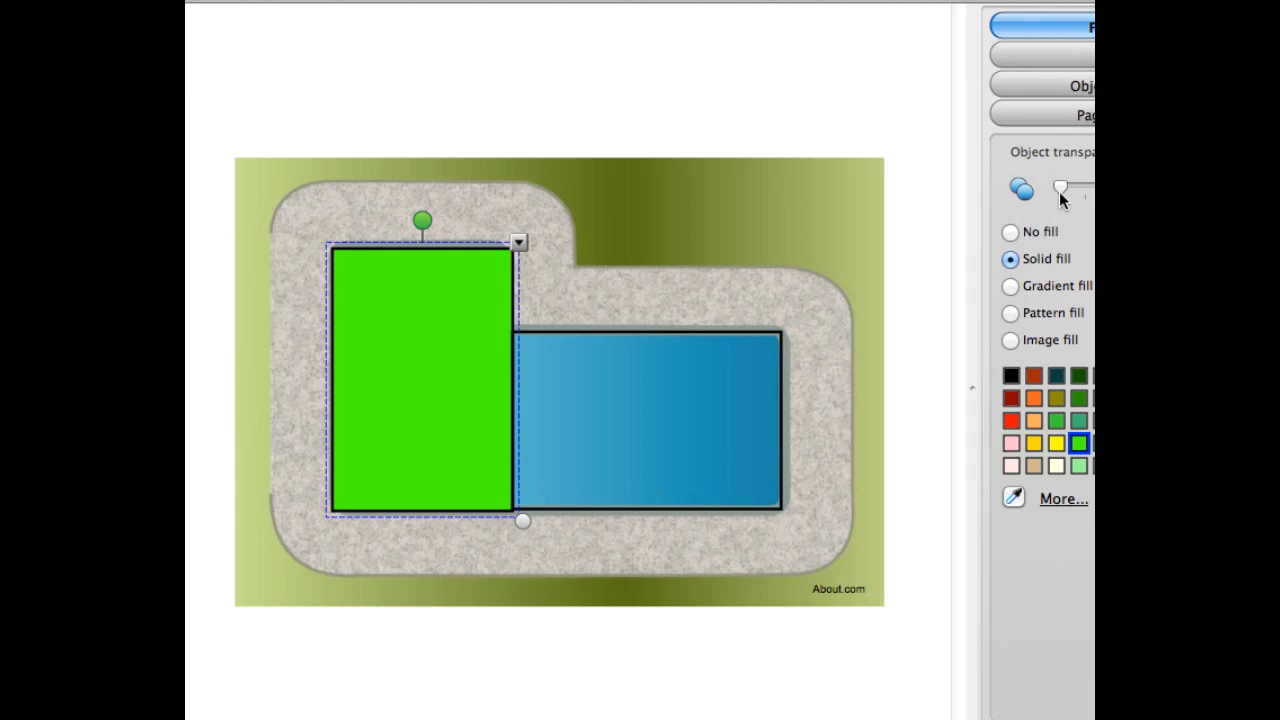 Obj
Pag
Object transpa
No fill
Solid fill
Gradient fill
Pattern fill
Image fill
More...
About.com